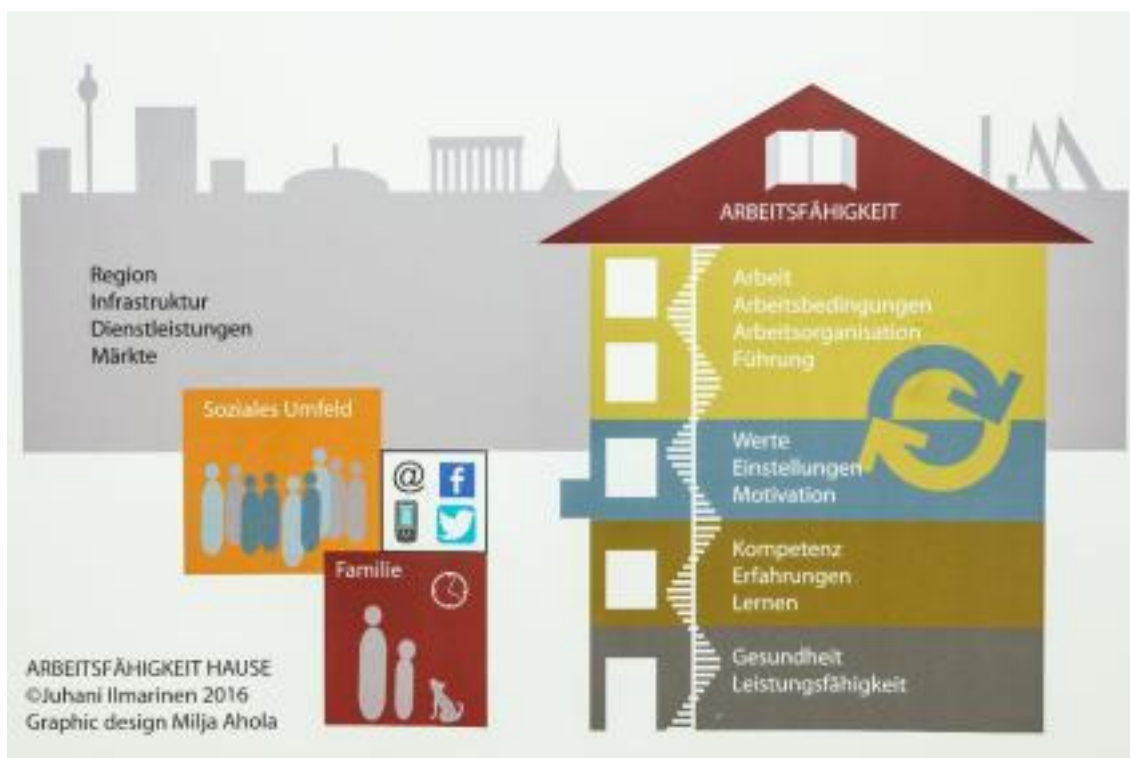 ARBEITSFÄHIGKEIT
Region
Infrastruktur
Dienstleistungen
Märkte
Arbeit
Arbeitsbedingungen
Arbeitsorganisation
Führung
Soziales Umfeld
Werte
Einstellungen
Motivation
@
f
Familie
Kompetenz
Erfahrungen
Lernen
Gesundheit
Leistungsfähigkeit
ARBEITSFÄHIGKEIT HAUSE
©Juhani Ilmarinen 2016
Graphic design Milja Ahola